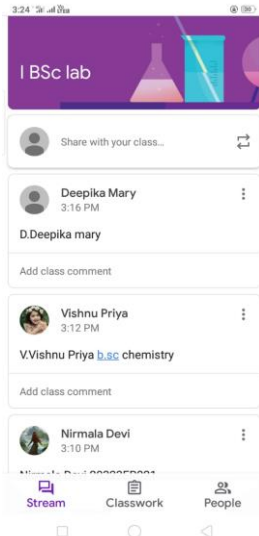 3:24
I BSc lab
Share with your class...
Deepika Mary
3:16 PM
D.Deepika mary
Add class comment
Vishnu Priya
3:12 PM
V.Vishnu Priya b.sc chemistry
Add class comment
Nirmala Devi
3:10 PM
Nirmala Devi
Stream
Classwork
People